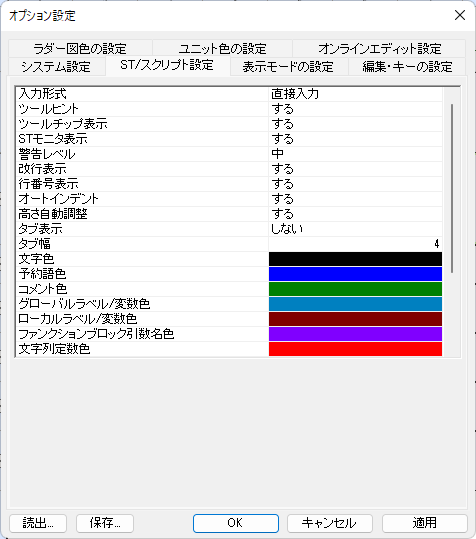 オプション設定
ラダー図色の設定 ユニット色の設定 オンラインエディット設定
システム設定 ST/スクリプト設定 表示モードの設定 編集・キーの設定
入力形式 直接入力
ツールヒント する
ツールチップ表示 する
STモニタ表示 する
警告レベル 中
改行表示 する
行番号表示 する
オートインデント する
高さ自動調整 する
タブ表示 しない
タブ幅 4
文字色
予約語色
コメント色
グローバルラベル/変数色
ローカルラベル/変数色
ファンクションブロック引数名色
文字列定数色
読出... 保存... OK キャンセル 適用